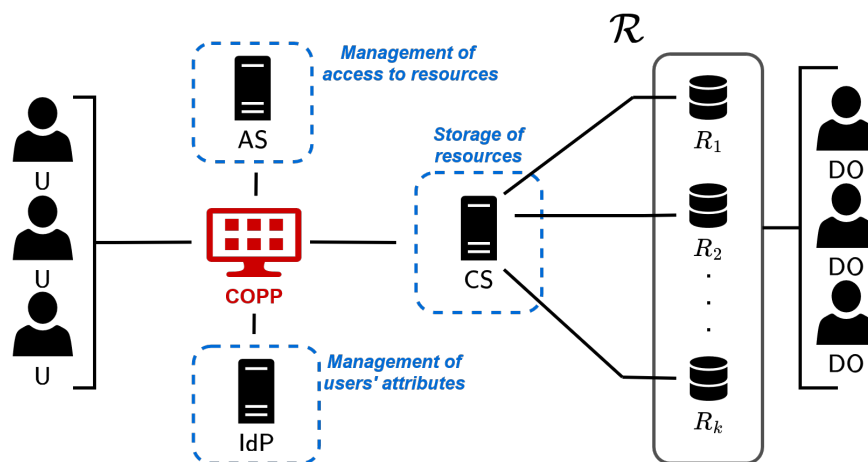 U
U
U
Management of
access to resources
AS
COPP
Management of
users' attributes
IdP
Storage of
resources
CS
ℛ
R₁
R₂
.
.
.
Rₖ
DO
DO
DO